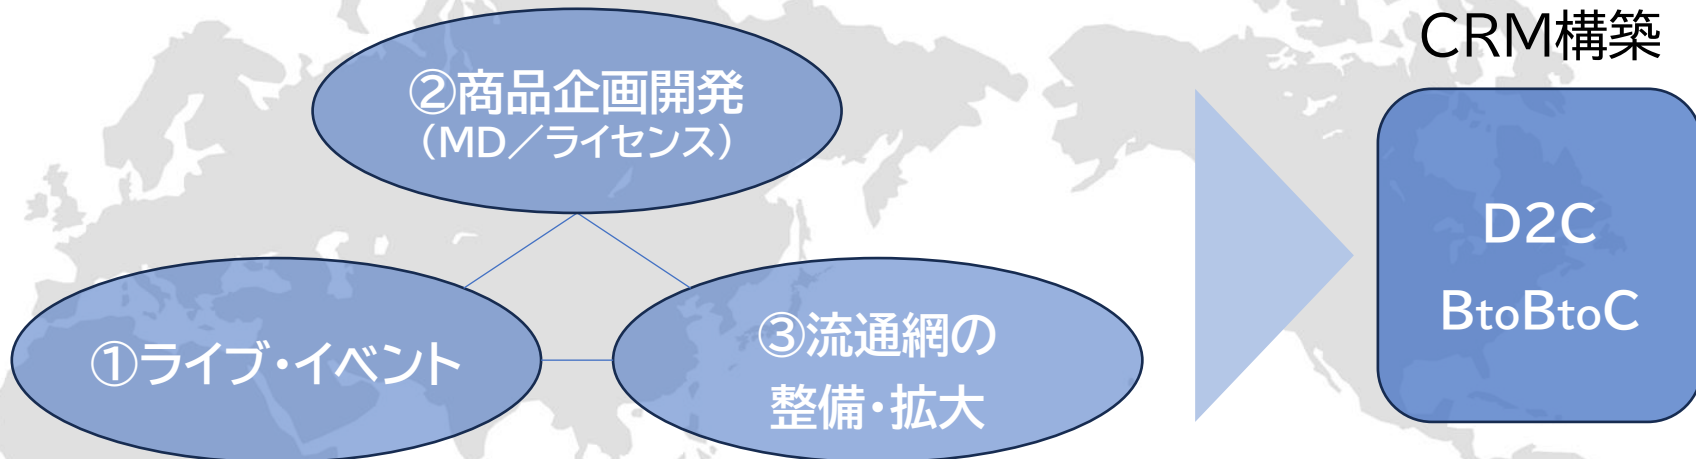 CRM構築
②商品企画開発
(MD／ライセンス)
①ライブ・イベント
③流通網の
整備・拡大
D2C
BtoBtoC